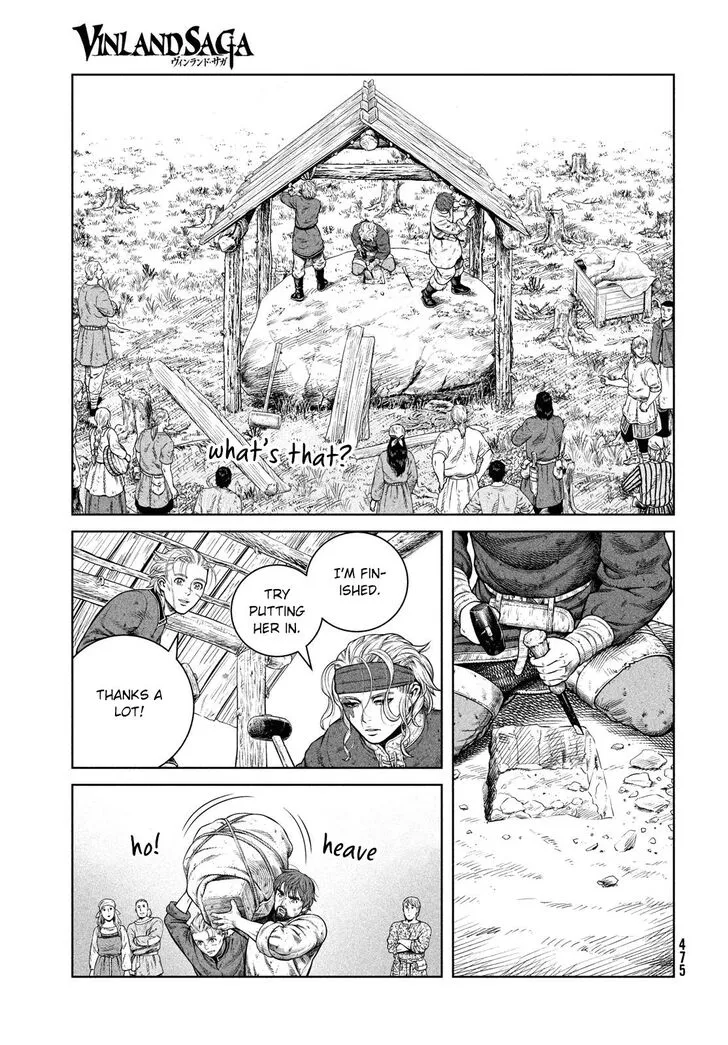 VINLAND SAGA
ヴィンランド・サガ
what's that?
I'M FIN-
ISHED.
TRY
PUTTING
HER IN.
THANKS A
LOT!
heave
ho!
475